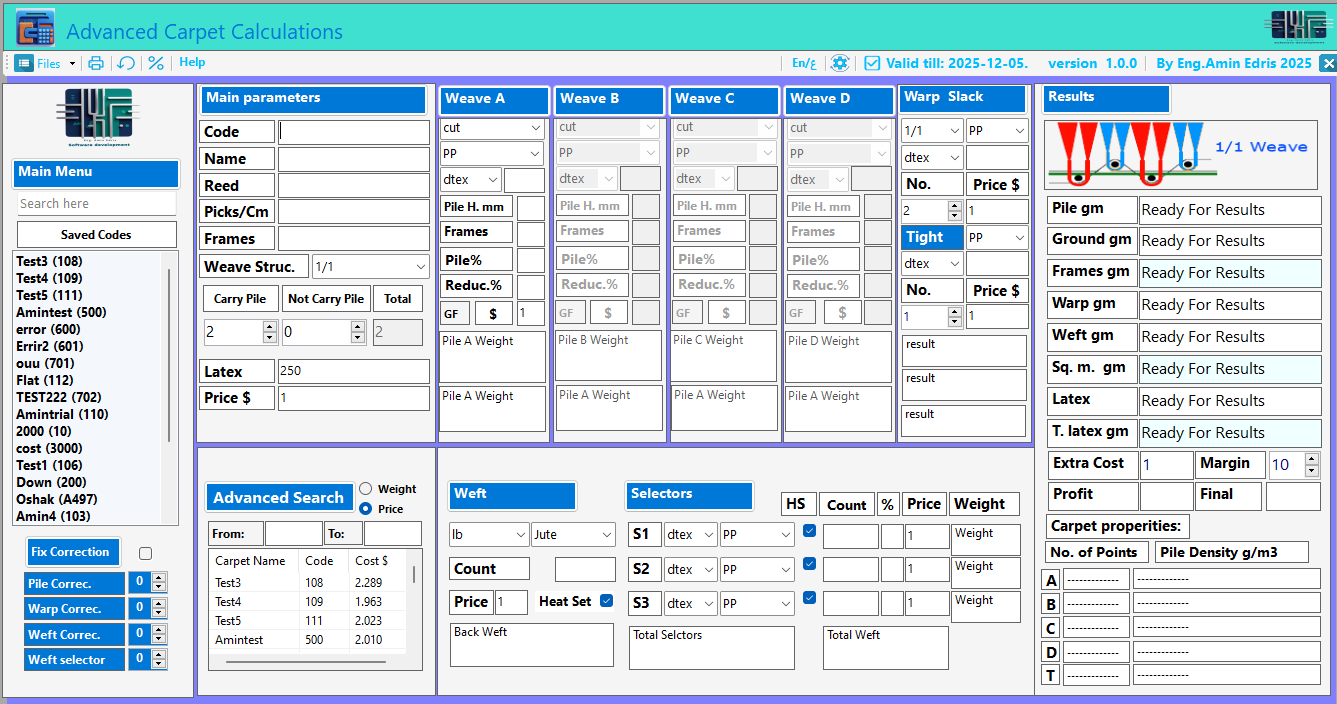 Advanced Carpet Calculations
Files
Help
En/ع
Valid till: 2025-12-05.
version 1.0.0
By Eng.Amin Edris 2025
Software development
Main Menu
Search here
Saved Codes
Test3 (108)
Test4 (109)
Test5 (111)
Amintest (500)
error (600)
Errir2 (601)
ouu (701)
Flat (112)
TEST222 (702)
Amintrial (110)
2000 (10)
cost (3000)
Test1 (106)
Down (200)
Oshak (A497)
Amin4 (103)
Fix Correction
Pile Correc. 0
Warp Correc. 0
Weft Correc. 0
Weft selector 0
Main parameters
Code
Name
Reed
Picks/Cm
Frames
Weave Struc. 1/1
Carry Pile Not Carry Pile Total
2 0 2
Latex 250
Price $ 1
Weave A
cut
PP
dtex
Pile H. mm
Frames
Pile%
Reduc.%
GF $ 1
Pile A Weight
Pile A Weight
Weave B
cut
PP
dtex
Pile H. mm
Frames
Pile%
Reduc.%
GF $
Pile B Weight
Pile A Weight
Weave C
cut
PP
dtex
Pile H. mm
Frames
Pile%
Reduc.%
GF $
Pile C Weight
Pile A Weight
Weave D
cut
PP
dtex
Pile H. mm
Frames
Pile%
Reduc.%
GF $
Pile D Weight
Pile A Weight
Warp Slack
1/1 PP
dtex
No. Price $
2 1
Tight PP
dtex
No. Price $
1 1
result
result
result
Results
1/1 Weave
Pile gm Ready For Results
Ground gm Ready For Results
Frames gm Ready For Results
Warp gm Ready For Results
Weft gm Ready For Results
Sq. m. gm Ready For Results
Latex Ready For Results
T. latex gm Ready For Results
Extra Cost 1 Margin 10
Profit Final
Carpet properities:
No. of Points Pile Density g/m3
A ------------- -------------
B ------------- -------------
C ------------- -------------
D ------------- -------------
T ------------- -------------
Advanced Search
Weight
Price
From: To:
Carpet Name Code Cost $
Test3 108 2.289
Test4 109 1.963
Test5 111 2.023
Amintest 500 2.010
Weft
lb Jute
Count
Price 1 Heat Set
Back Weft
Selectors
HS Count % Price Weight
S1 dtex PP 1 Weight
S2 dtex PP 1 Weight
S3 dtex PP 1 Weight
Total Selctors
Total Weft